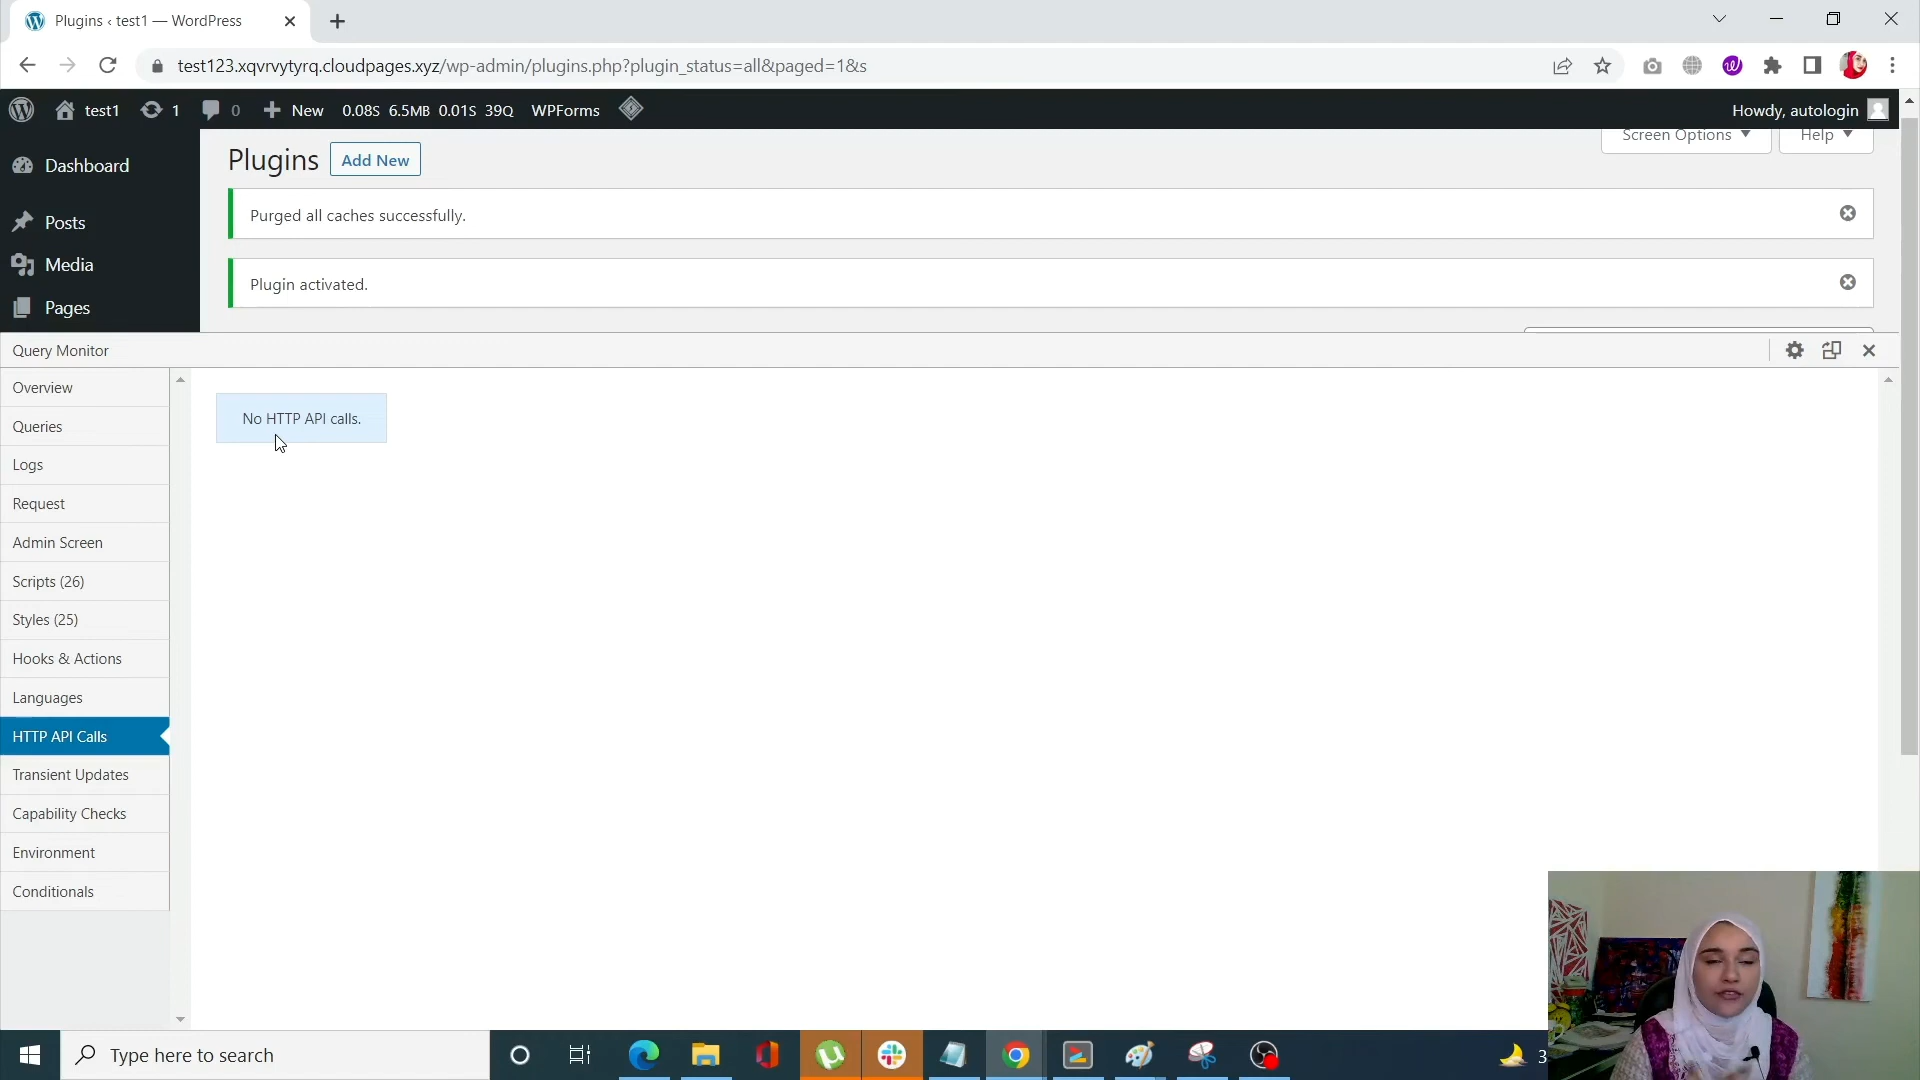 Plugins ‹ test1 — WordPress
test123.xqvrvytyrq.cloudpages.xyz/wp-admin/plugins.php?plugin_status=all&paged=1&s
test1 1 0 New 0.08S 6.5MB 0.01S 39Q WPForms Howdy, autologin
Dashboard
Posts
Media
Pages
Plugins Add New
Screen Options Help
Purged all caches successfully.
Plugin activated.
Query Monitor
Overview
Queries
Logs
Request
Admin Screen
Scripts (26)
Styles (25)
Hooks & Actions
Languages
HTTP API Calls
Transient Updates
Capability Checks
Environment
Conditionals
No HTTP API calls.
Type here to search
3